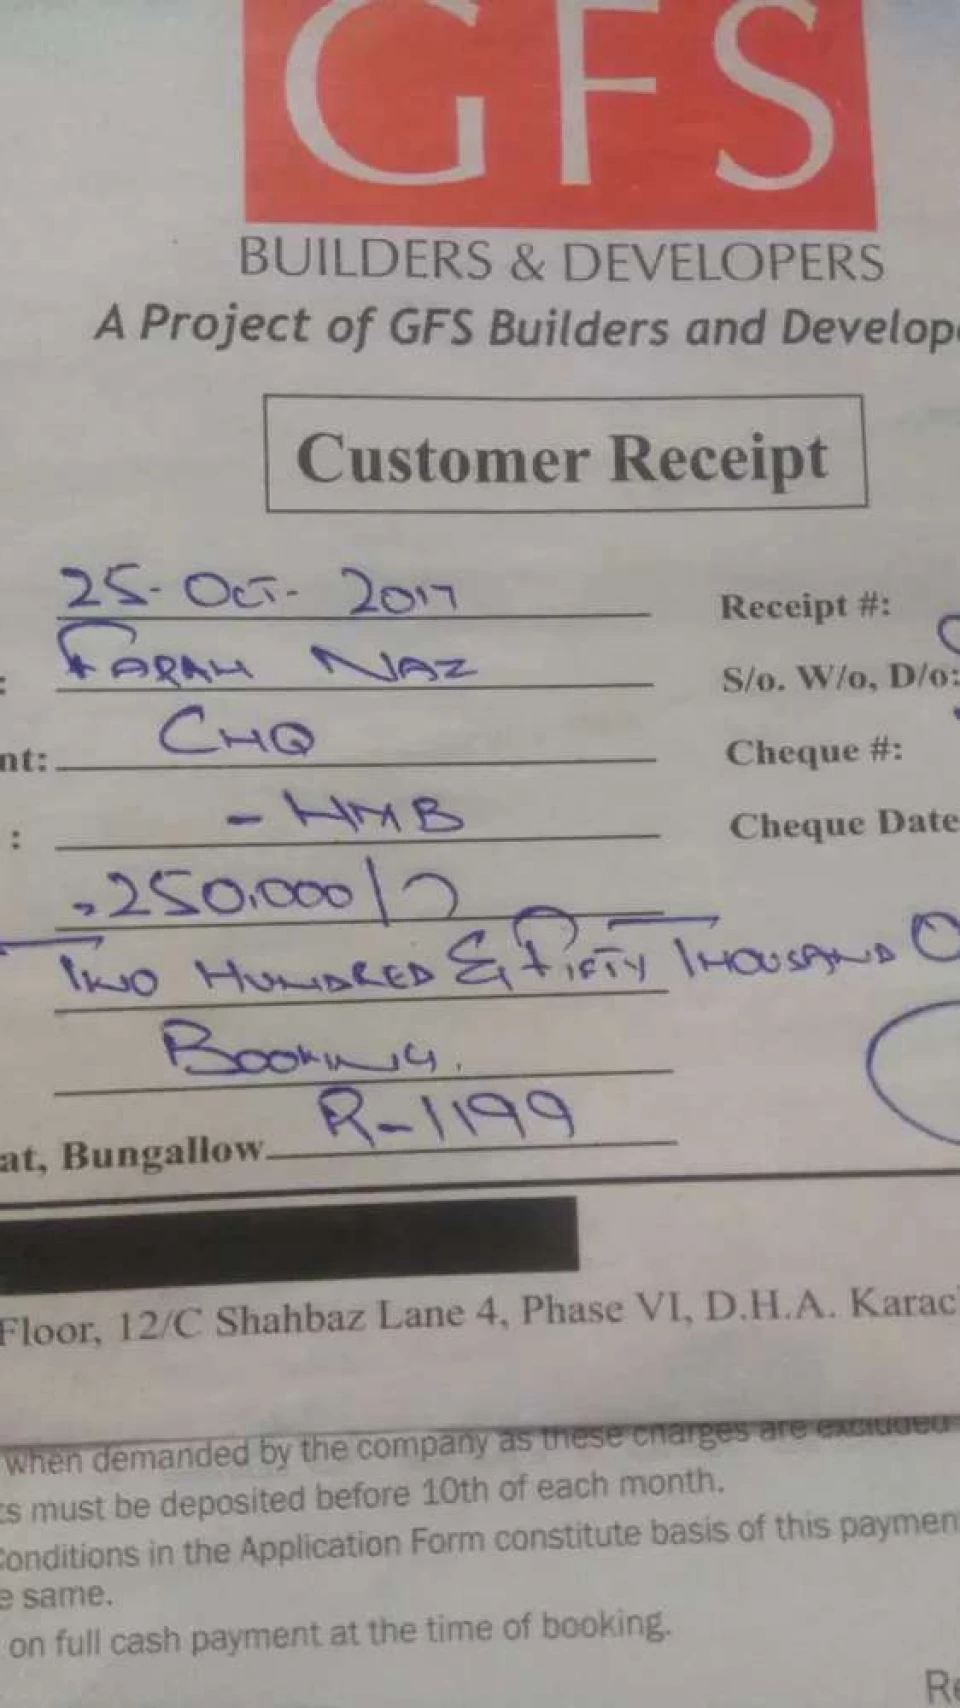 GFS
BUILDERS & DEVELOPERS
A Project of GFS Builders and Develop
Customer Receipt
25-Oct-2017 Receipt #:
: FARAH NAZ S/o. W/o, D/o:
nt: CHQ Cheque #:
: - HMB Cheque Date
250,000/
TWO HUNDRED & FIFTY THOUSAND
BOOKING.
at, Bungallow R-1199
Floor, 12/C Shahbaz Lane 4, Phase VI, D.H.A. Karac
when demanded by the company as these charges are excluded
ts must be deposited before 10th of each month.
Conditions in the Application Form constitute basis of this paymen
e same.
on full cash payment at the time of booking.
Re